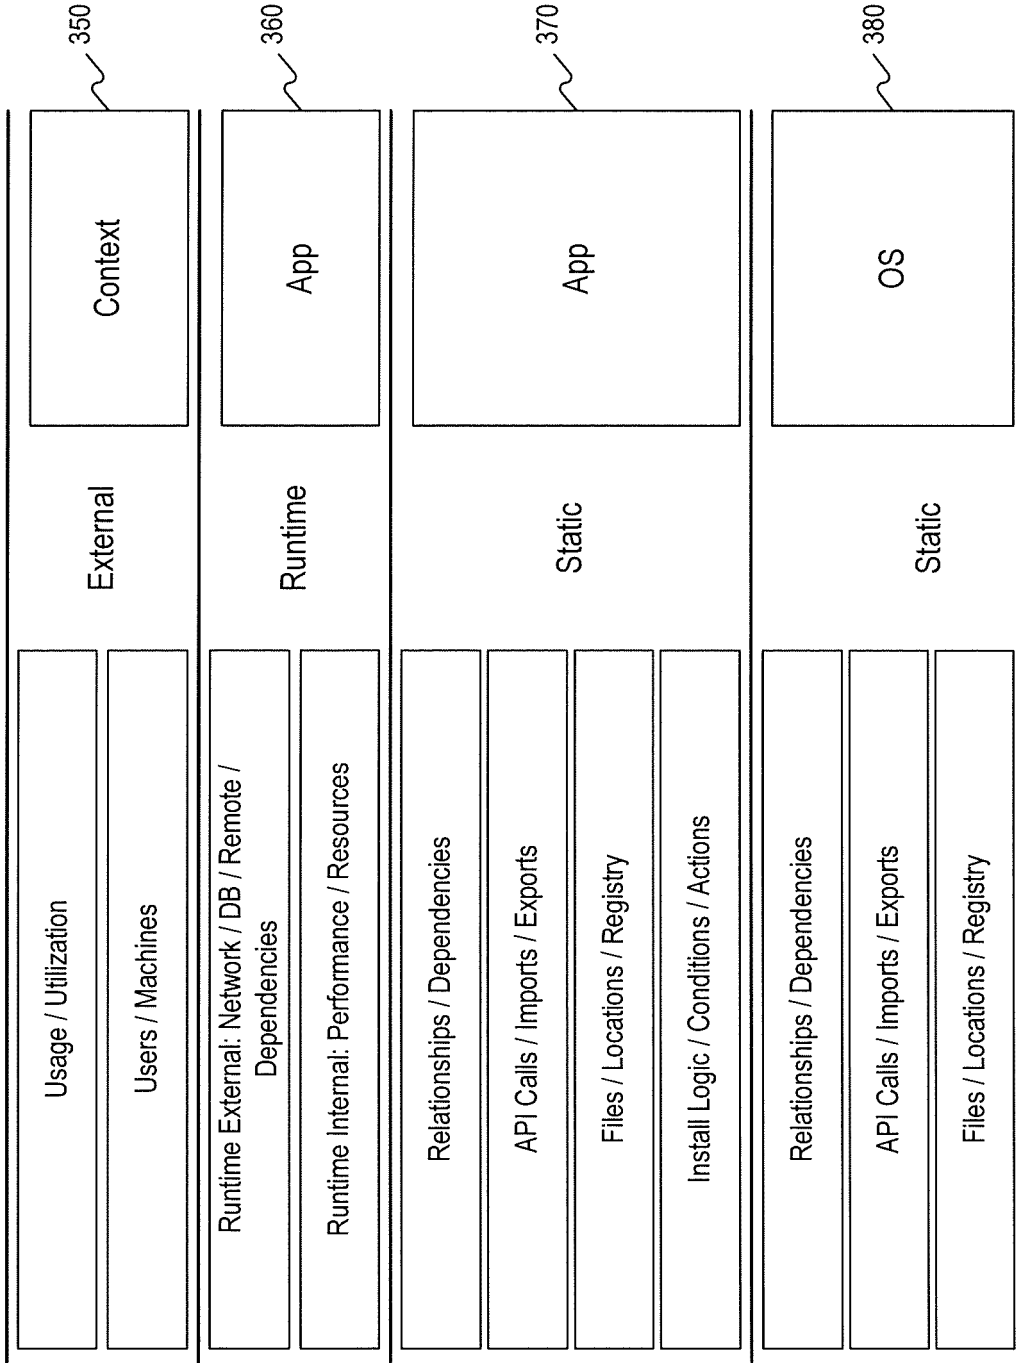 Usage / Utilization
Users / Machines
External
Context
350
Runtime External: Network / DB / Remote /
Dependencies
Runtime Internal: Performance / Resources
Runtime
App
360
Relationships / Dependencies
API Calls / Imports / Exports
Files / Locations / Registry
Install Logic / Conditions / Actions
Static
App
370
Relationships / Dependencies
API Calls / Imports / Exports
Files / Locations / Registry
Static
OS
380